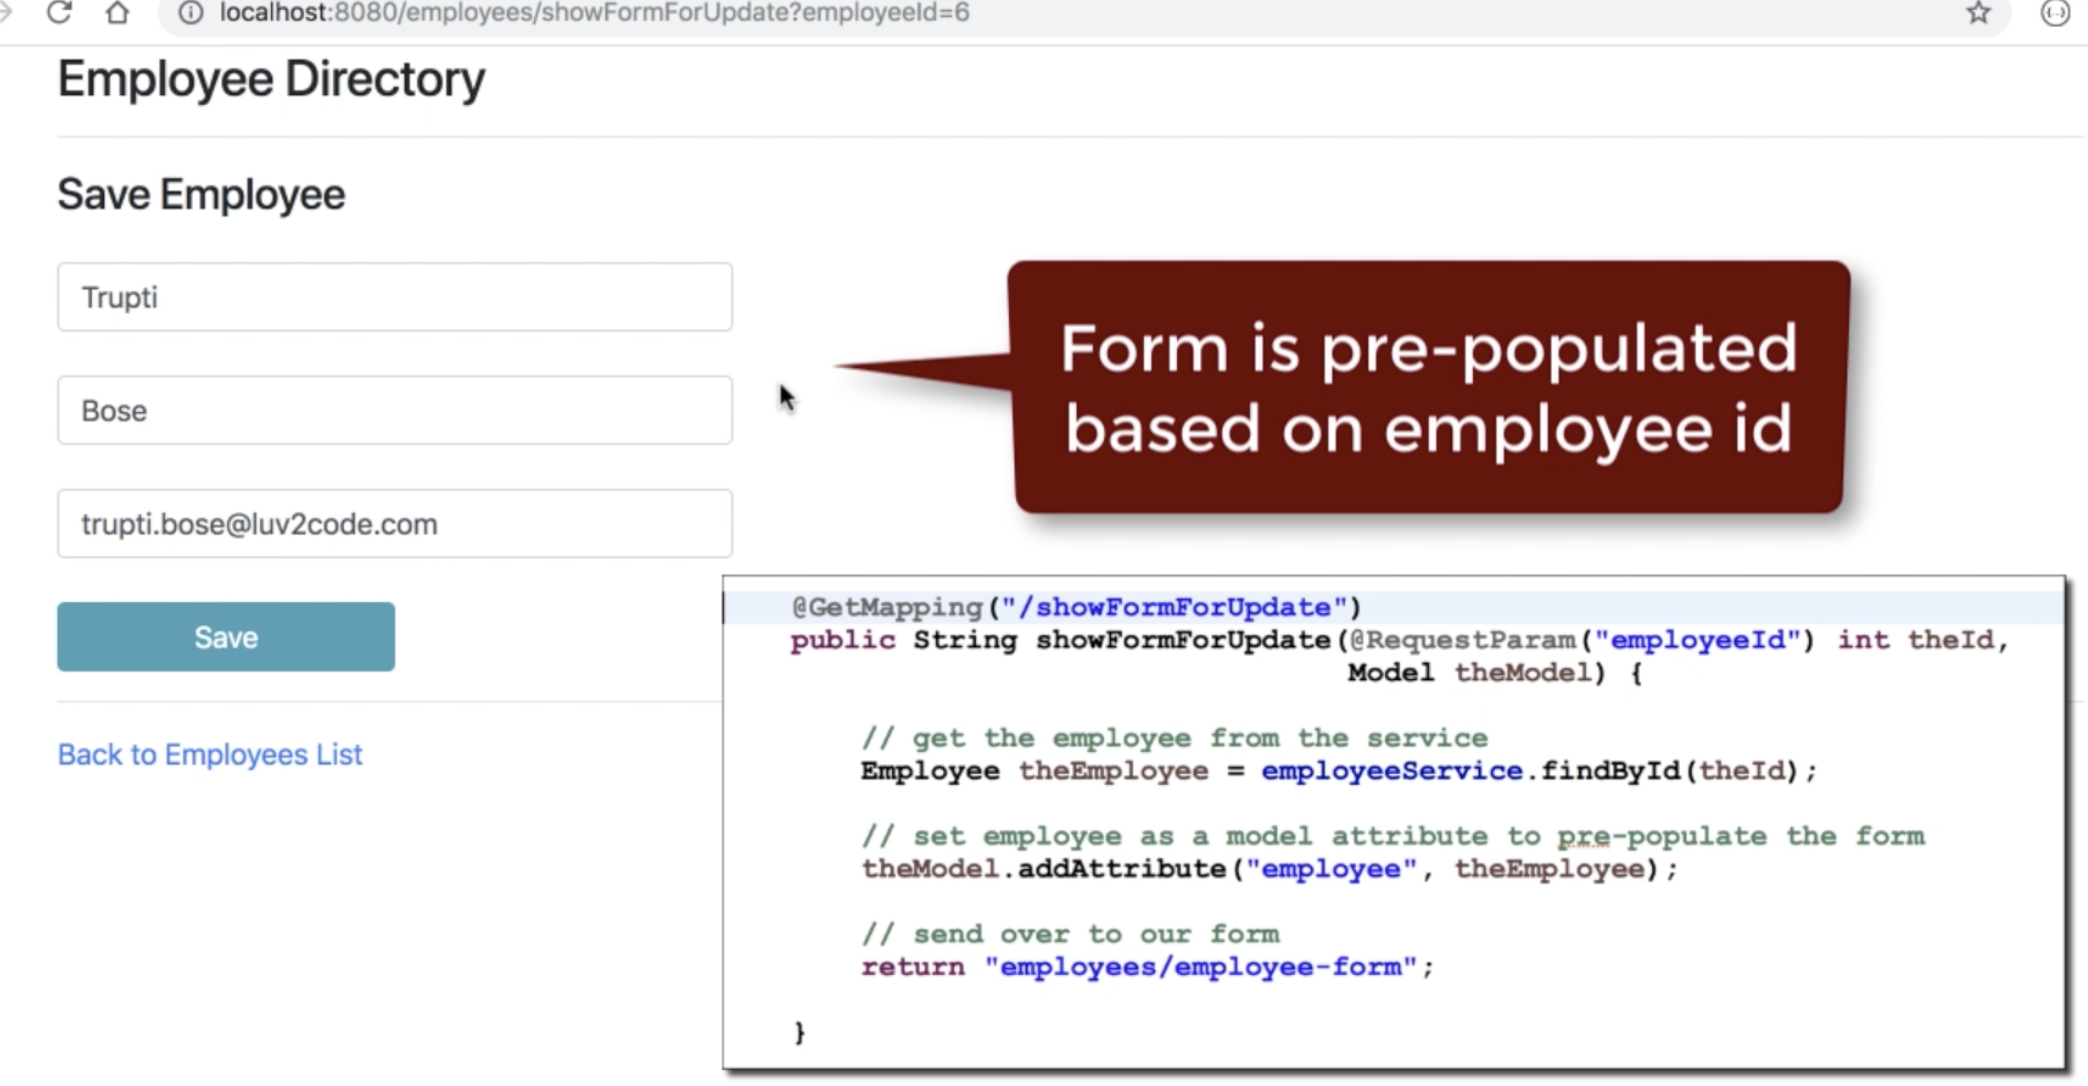 localhost:8080/employees/showFormForUpdate?employeeId=6
Employee Directory
Save Employee
Trupti
Bose
trupti.bose@luv2code.com
Save
Back to Employees List
Form is pre-populated
based on employee id
@GetMapping("/showFormForUpdate")
public String showFormForUpdate(@RequestParam("employeeId") int theId,
Model theModel) {
// get the employee from the service
Employee theEmployee = employeeService.findById(theId);
// set employee as a model attribute to pre-populate the form
theModel.addAttribute("employee", theEmployee);
// send over to our form
return "employees/employee-form";
}